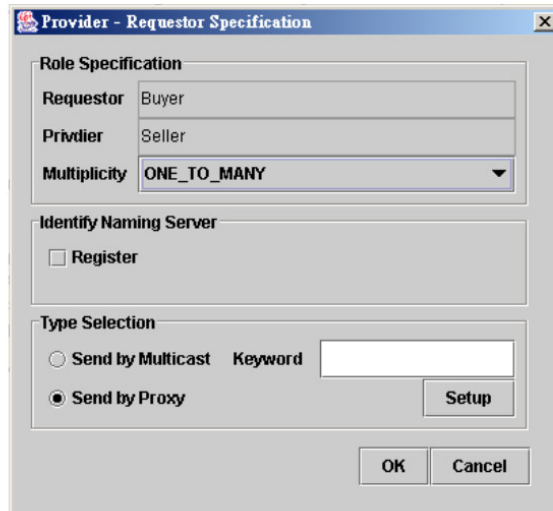 Provider - Requestor Specification
Role Specification
Requestor Buyer
Privdier Seller
Multiplicity ONE_TO_MANY
Identify Naming Server
Register
Type Selection
Send by Multicast Keyword
Send by Proxy Setup
OK Cancel